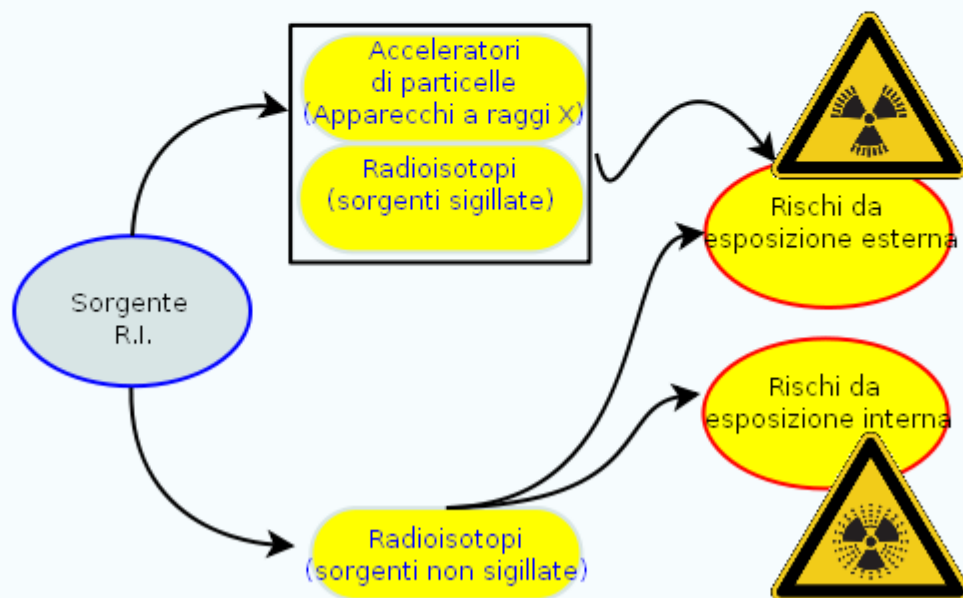 Acceleratori
di particelle
(Apparecchi a raggi X)
Radioisotopi
(sorgenti sigillate)
Rischi da
esposizione esterna
Sorgente
R.I.
Rischi da
esposizione interna
Radioisotopi
(sorgenti non sigillate)